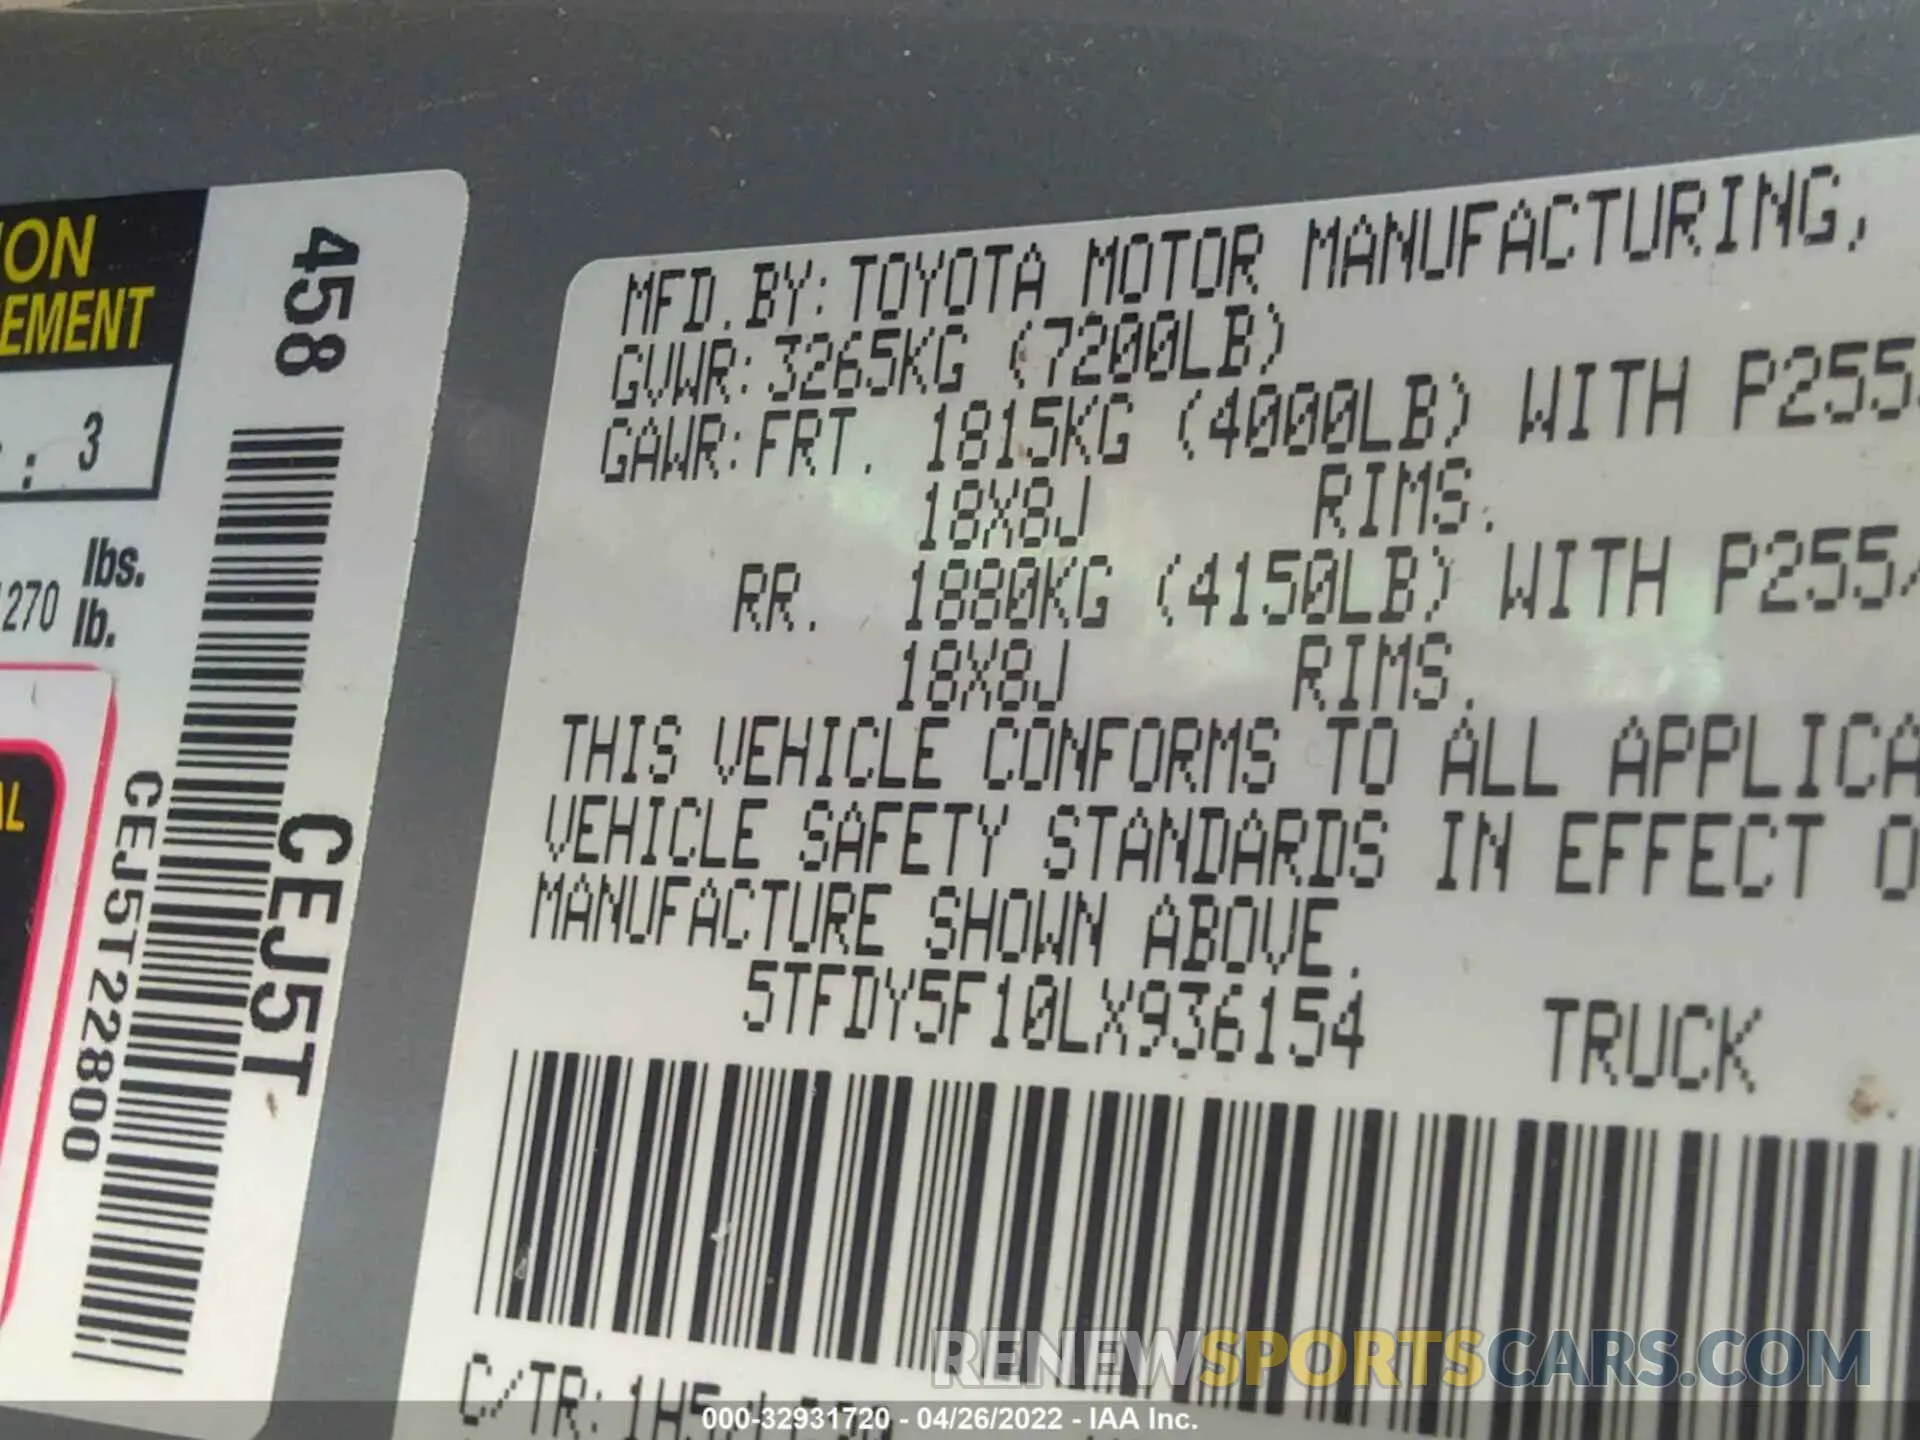 ION
EMENT
: 3
270 lbs.
lb.
AL
458
CEJ5T
CEJ5T22800
MFD. BY: TOYOTA MOTOR MANUFACTURING,
GVWR: 3265KG (7200LB)
GAWR: FRT. 1815KG (4000LB) WITH P255
18X8J RIMS.
RR. 1880KG (4150LB) WITH P255/
18X8J RIMS.
THIS VEHICLE CONFORMS TO ALL APPLICA
VEHICLE SAFETY STANDARDS IN EFFECT O
MANUFACTURE SHOWN ABOVE.
5TFDY5F10LX936154 TRUCK
C/TR:
RENEWSPORTSCARS.COM
000-32931720 - 04/26/2022 - IAA Inc.